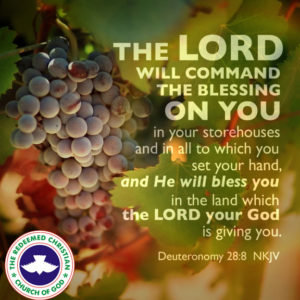 THE LORD
WILL COMMAND
THE BLESSING
ON YOU
in your storehouses
and in all to which you
set your hand,
and He will bless you
in the land which
the LORD your God
is giving you.
Deuteronomy 28:8 NKJV
THE REDEEMED CHRISTIAN
CHURCH OF GOD